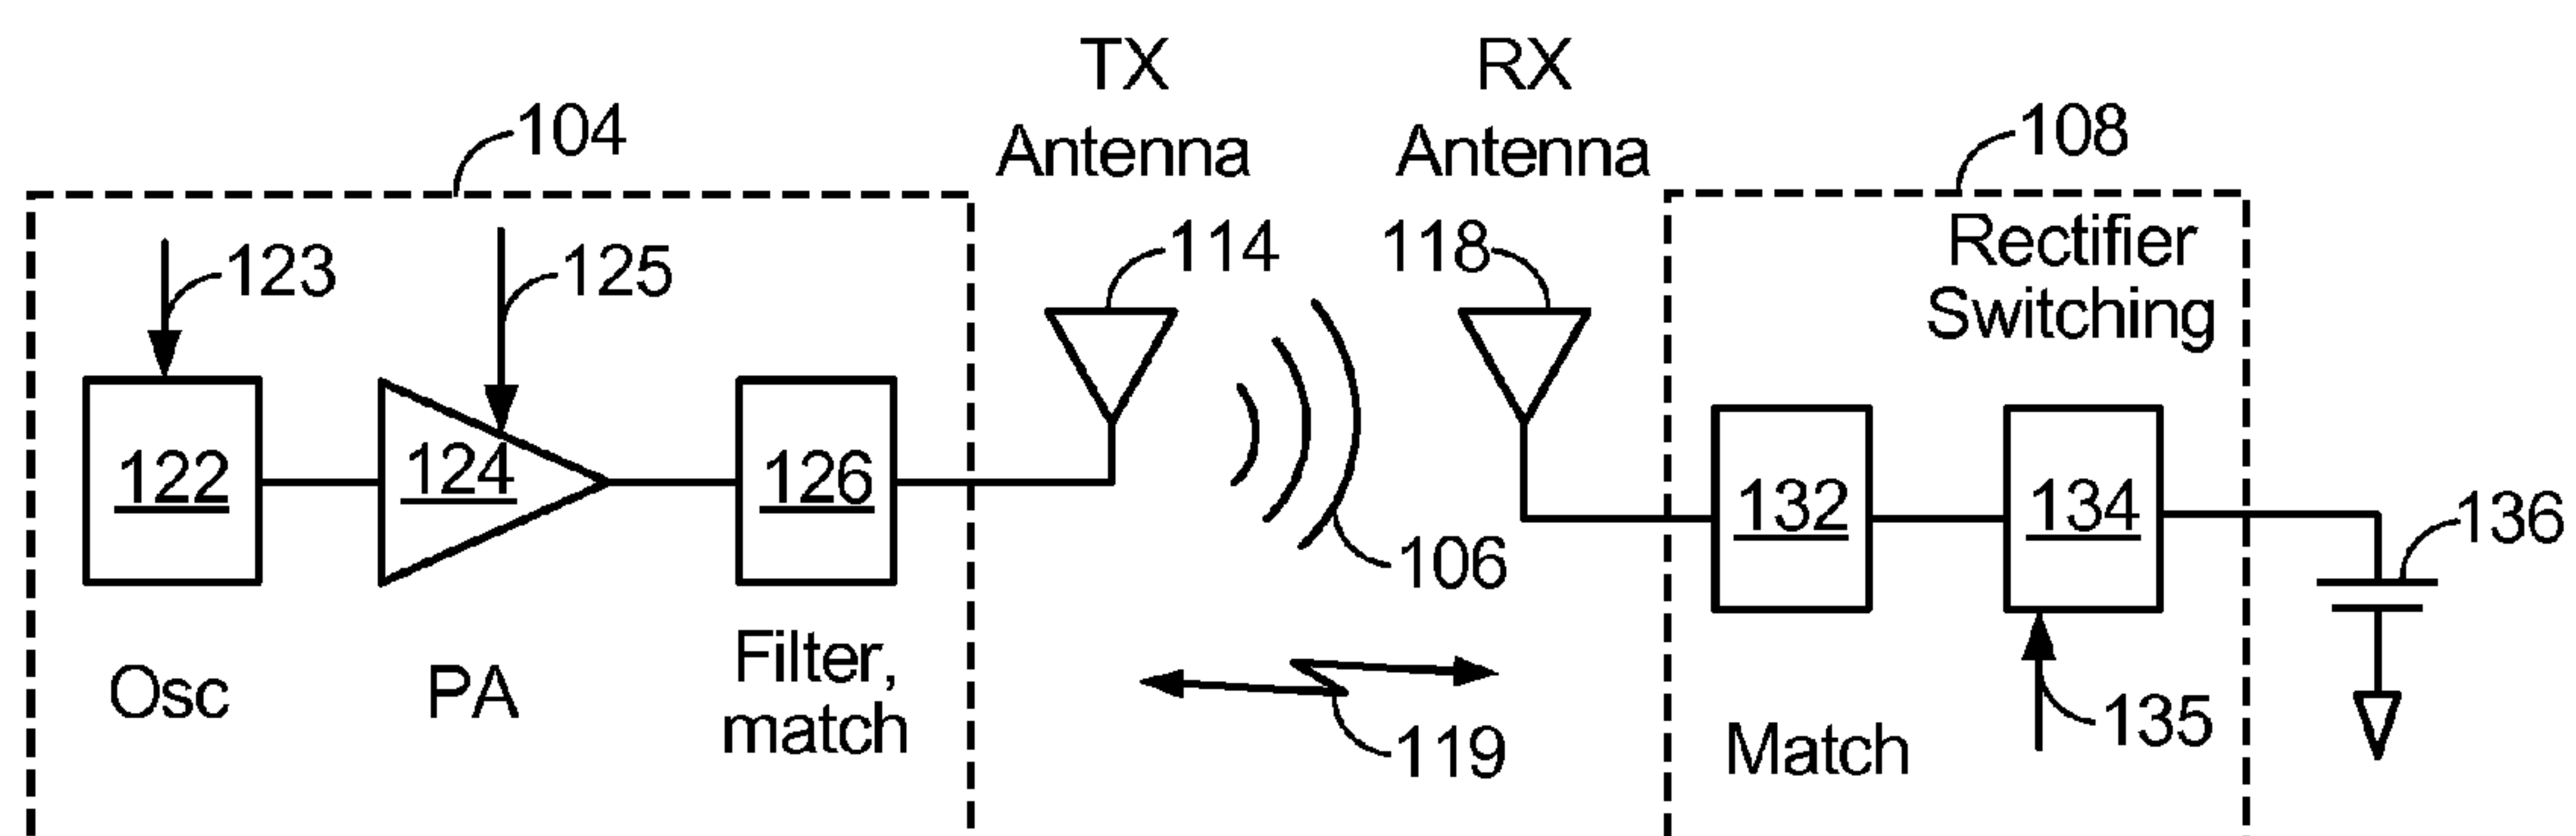 TX
Antenna
RX
Antenna
104
108
Rectifier
Switching
123
125
114
118
122
124
126
132
134
136
106
Osc
PA
Filter,
match
119
Match
135